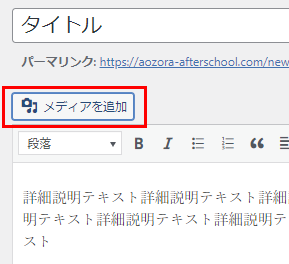 タイトル
パーマリンク: https://aozora-afterschool.com/new
メディアを追加
段落 B I
詳細説明テキスト詳細説明テキスト詳細
明テキスト詳細説明テキスト詳細説明テ
スト